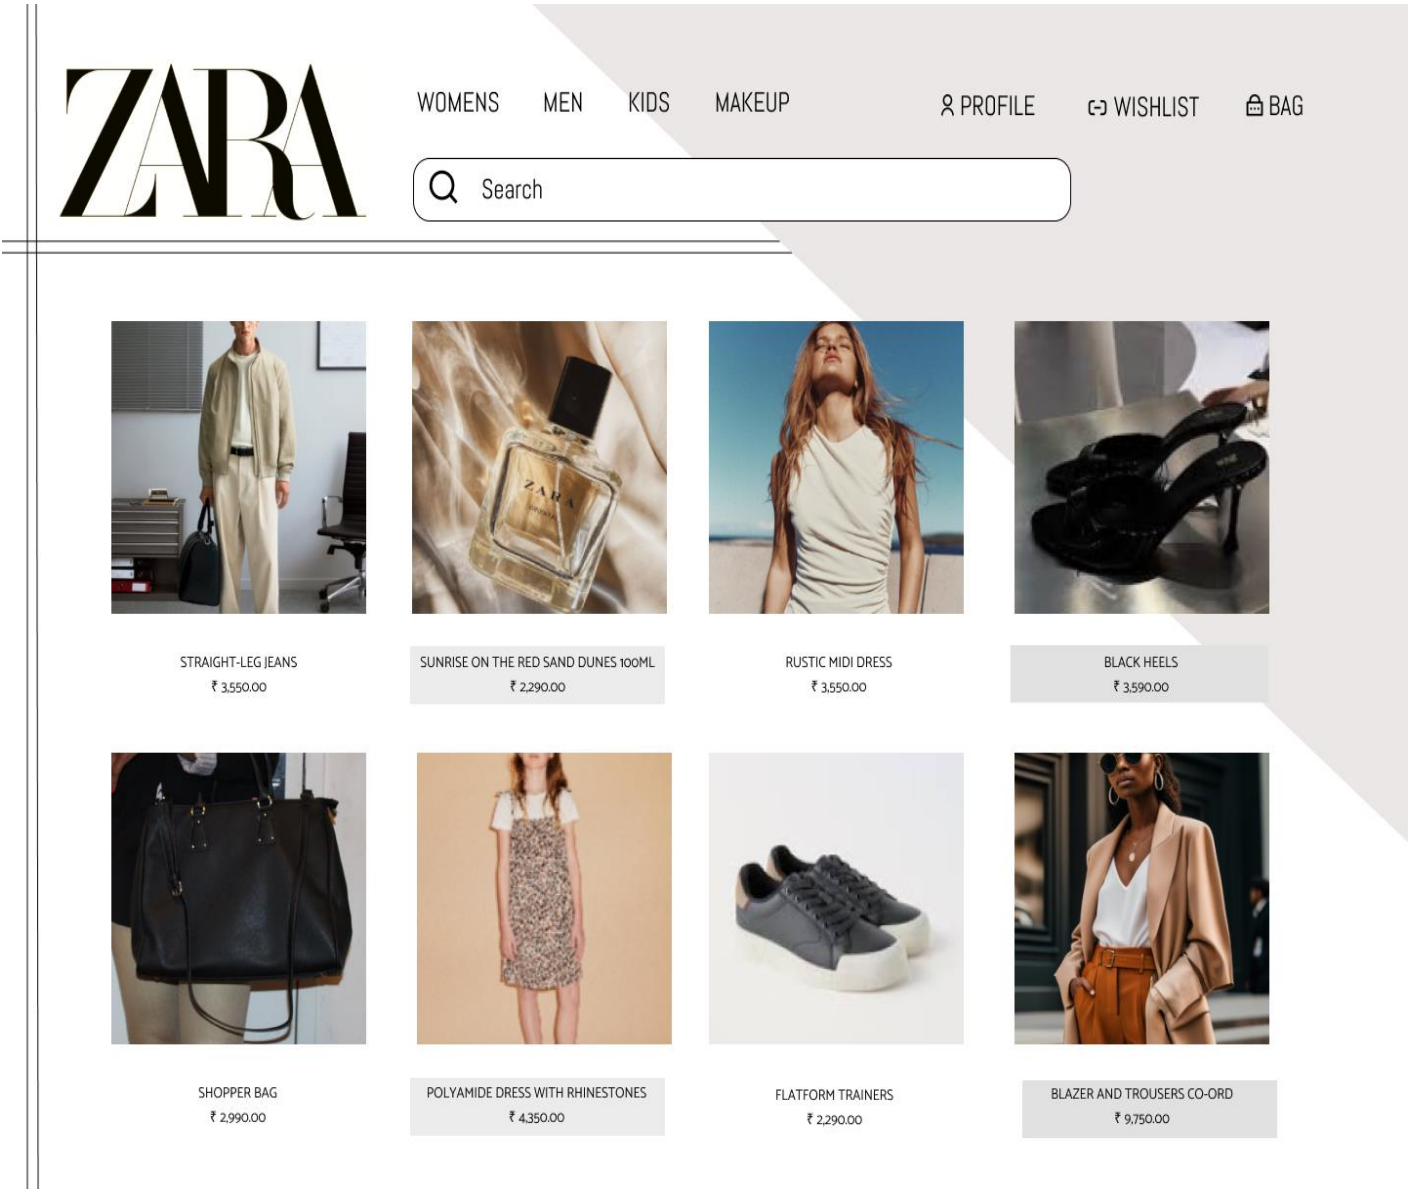 ZARA
WOMENS MEN KIDS MAKEUP
PROFILE WISHLIST BAG
Search
ZARA
STRAIGHT-LEG JEANS
₹ 3,550.00
SUNRISE ON THE RED SAND DUNES 100ML
₹ 2,290.00
RUSTIC MIDI DRESS
₹ 3,550.00
BLACK HEELS
₹ 3,590.00
SHOPPER BAG
₹ 2,990.00
POLYAMIDE DRESS WITH RHINESTONES
₹ 4,350.00
FLATFORM TRAINERS
₹ 2,290.00
BLAZER AND TROUSERS CO-ORD
₹ 9,750.00